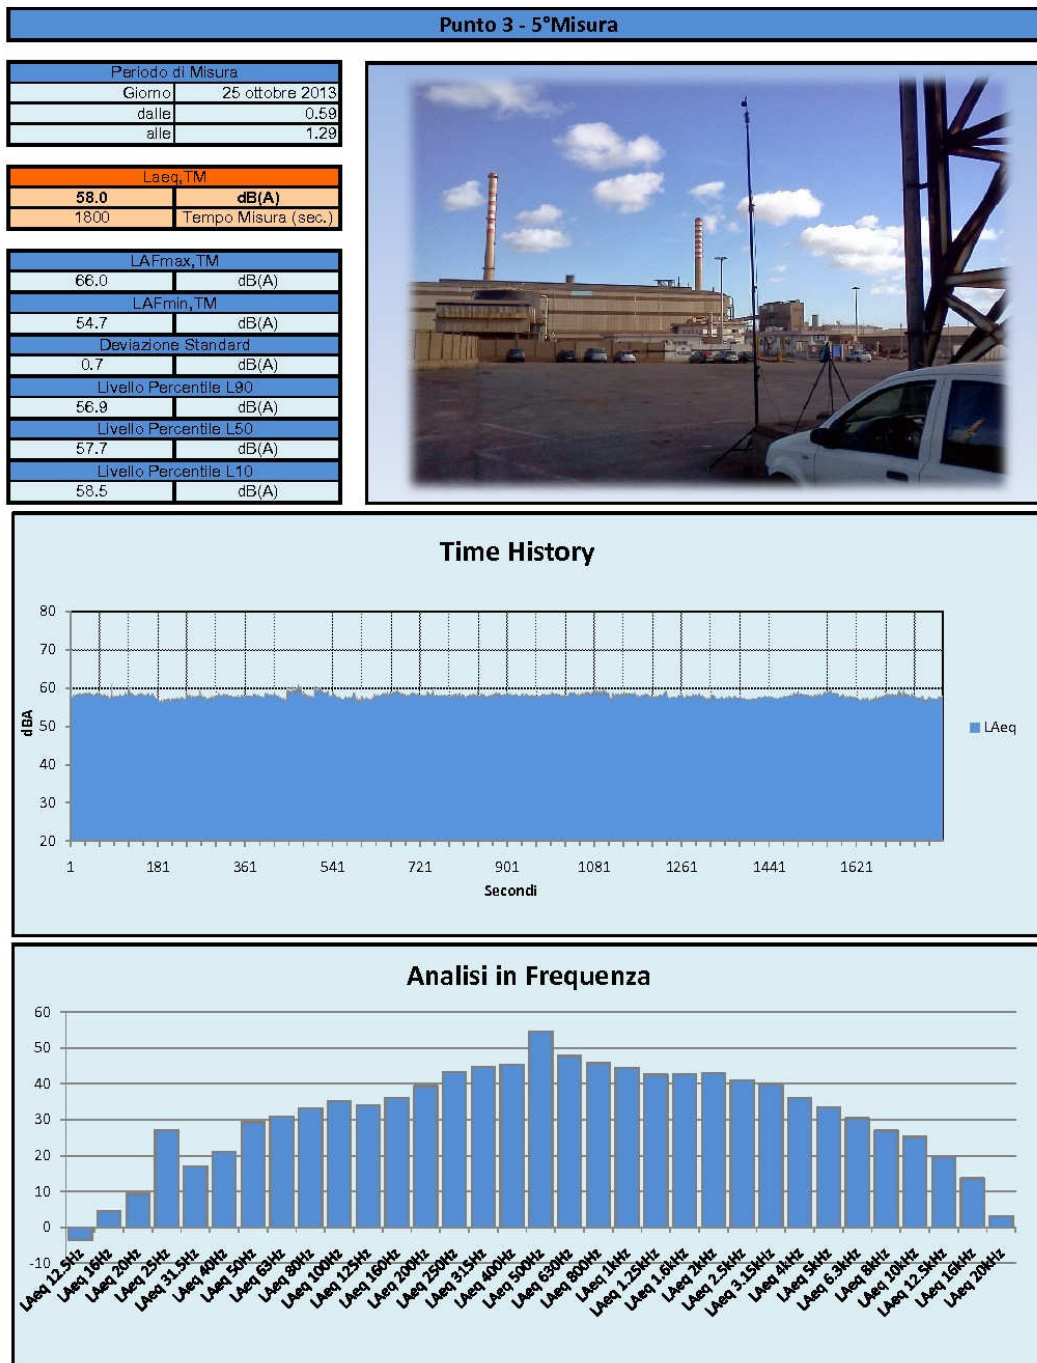 Punto 3 - 5°Misura
Periodo di Misura
Giorno 25 ottobre 2013
dalle 0.59
alle 1.29
Laeq,TM
58.0 dB(A)
1800 Tempo Misura (sec.)
LAFmax,TM
66.0 dB(A)
LAFmin,TM
54.7 dB(A)
Deviazione Standard
0.7 dB(A)
Livello Percentile L90
56.9 dB(A)
Livello Percentile L50
57.7 dB(A)
Livello Percentile L10
58.5 dB(A)
Time History
80
70
60
50
40
30
20
dBA
1 181 361 541 721 901 1081 1261 1441 1621
Secondi
LAeq
Analisi in Frequenza
60
50
40
30
20
10
0
-10
LAeq 12.5Hz
LAeq 16Hz
LAeq 20Hz
LAeq 25Hz
LAeq 31.5Hz
LAeq 40Hz
LAeq 50Hz
LAeq 63Hz
LAeq 80Hz
LAeq 100Hz
LAeq 125Hz
LAeq 160Hz
LAeq 200Hz
LAeq 250Hz
LAeq 315Hz
LAeq 400Hz
LAeq 500Hz
LAeq 630Hz
LAeq 800Hz
LAeq 1kHz
LAeq 1.25kHz
LAeq 1.6kHz
LAeq 2kHz
LAeq 2.5kHz
LAeq 3.15kHz
LAeq 4kHz
LAeq 5kHz
LAeq 6.3kHz
LAeq 8kHz
LAeq 10kHz
LAeq 12.5kHz
LAeq 16kHz
LAeq 20kHz